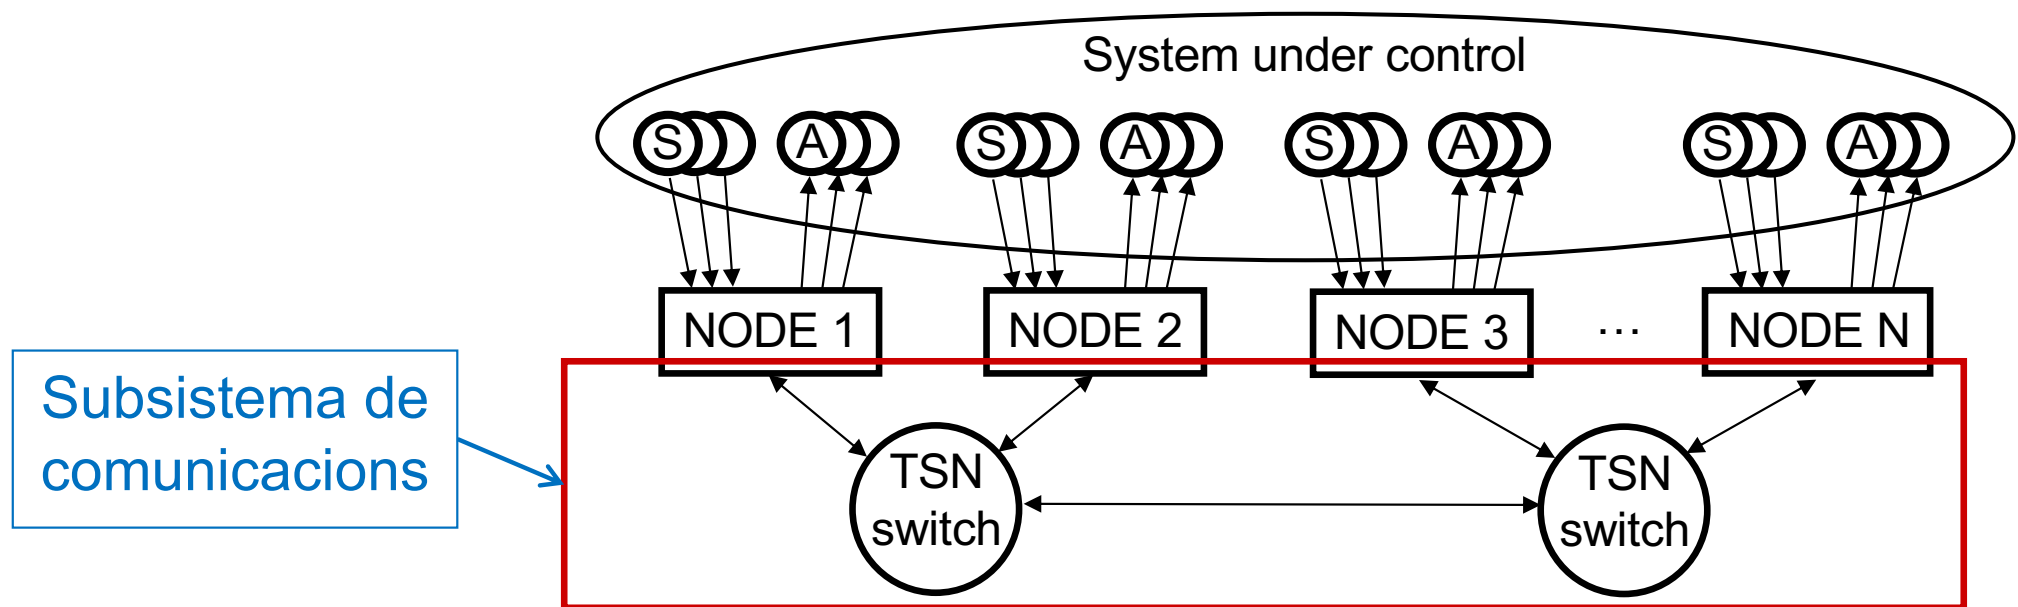 System under control
S A S A S A S A
NODE 1 NODE 2 NODE 3 ... NODE N
Subsistema de
comunicacions
TSN
switch
TSN
switch